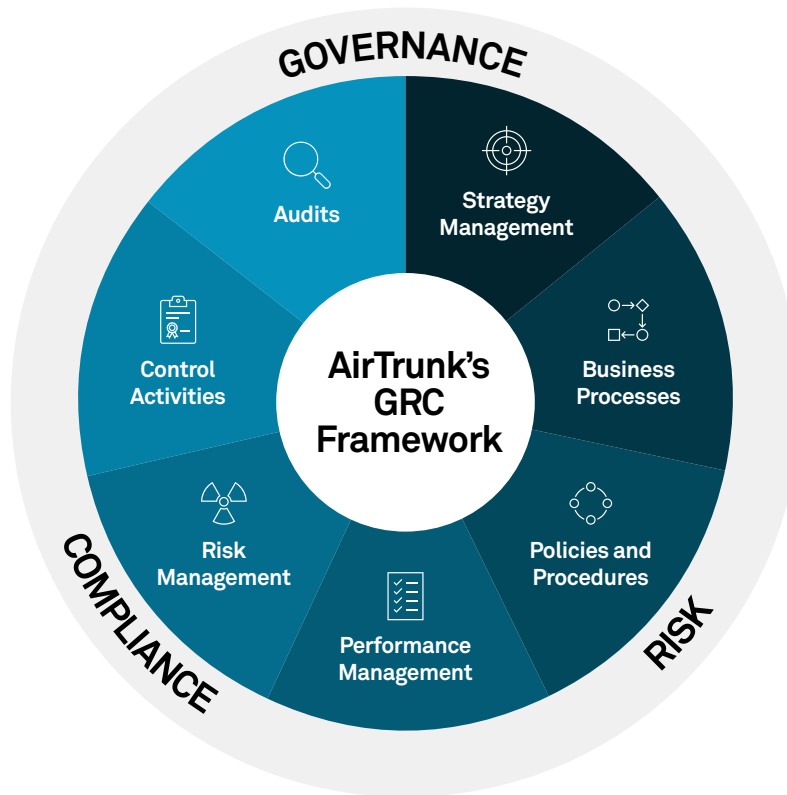 GOVERNANCE
Strategy
Management
Business
Processes
Policies and
Procedures
RISK
Performance
Management
Risk
Management
COMPLIANCE
Control
Activities
Audits
AirTrunk’s
GRC
Framework